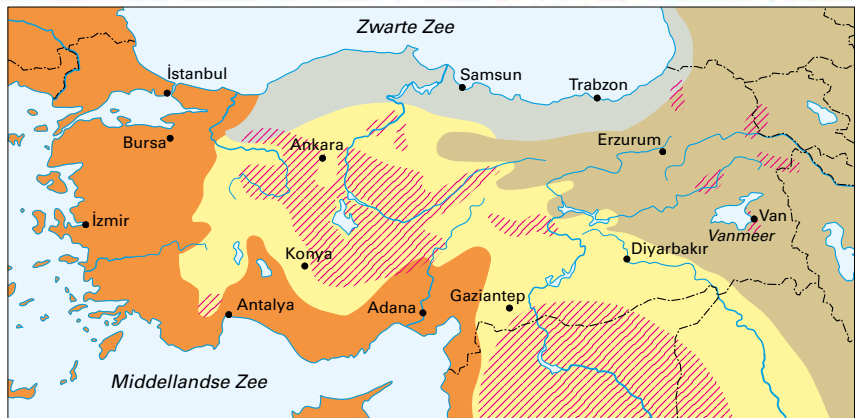 Zwarte Zee
İstanbul
Samsun
Trabzon
Bursa
Ankara
Erzurum
İzmir
Van
Vanmeer
Konya
Diyarbakır
Antalya
Adana
Gaziantep
Middellandse Zee